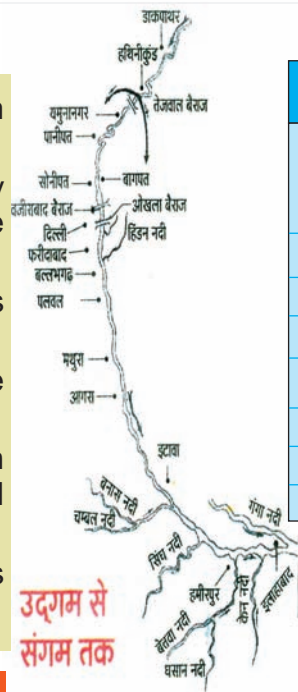 डाकपाथर
हथिनीकुंड
यमुनानगर
तेजवाल बैराज
पानीपत
सोनीपत
बागपत
वजीराबाद बैराज
ओखला बैराज
दिल्ली
हिंडन नदी
फरीदाबाद
बल्लभगढ़
पलवल
मथुरा
आगरा
इटावा
बनास नदी
चम्बल नदी
गंगा नदी
सिंध नदी
हमीरपुर
केन नदी
इलाहाबाद
बेतवा नदी
धसान नदी
उद्‌गम से
संगम तक